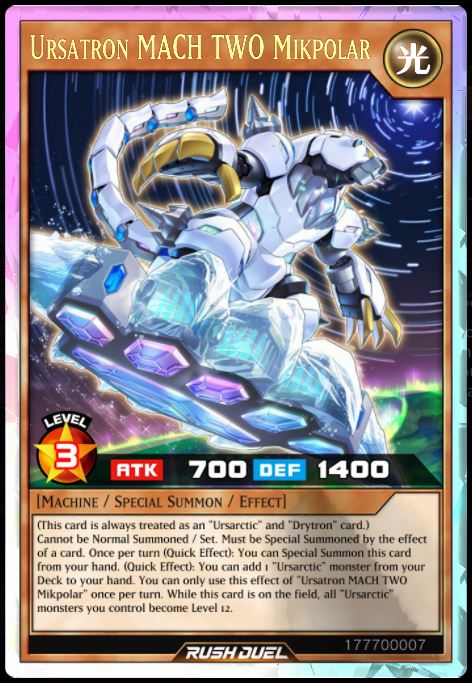 Ursatron MACH TWO Mikpolar
光
LEVEL
3
ATK 700 DEF 1400
[Machine / Special Summon / Effect]
(This card is always treated as an "Ursarctic" and "Drytron" card.)
Cannot be Normal Summoned / Set. Must be Special Summoned by the effect
of a card. Once per turn (Quick Effect): You can Special Summon this card
from your hand. (Quick Effect): You can add 1 "Ursarctic" monster from your
Deck to your hand. You can only use this effect of "Ursatron MACH TWO
Mikpolar" once per turn. While this card is on the field, all "Ursarctic"
monsters you control become Level 12.
177700007
RUSH DUEL